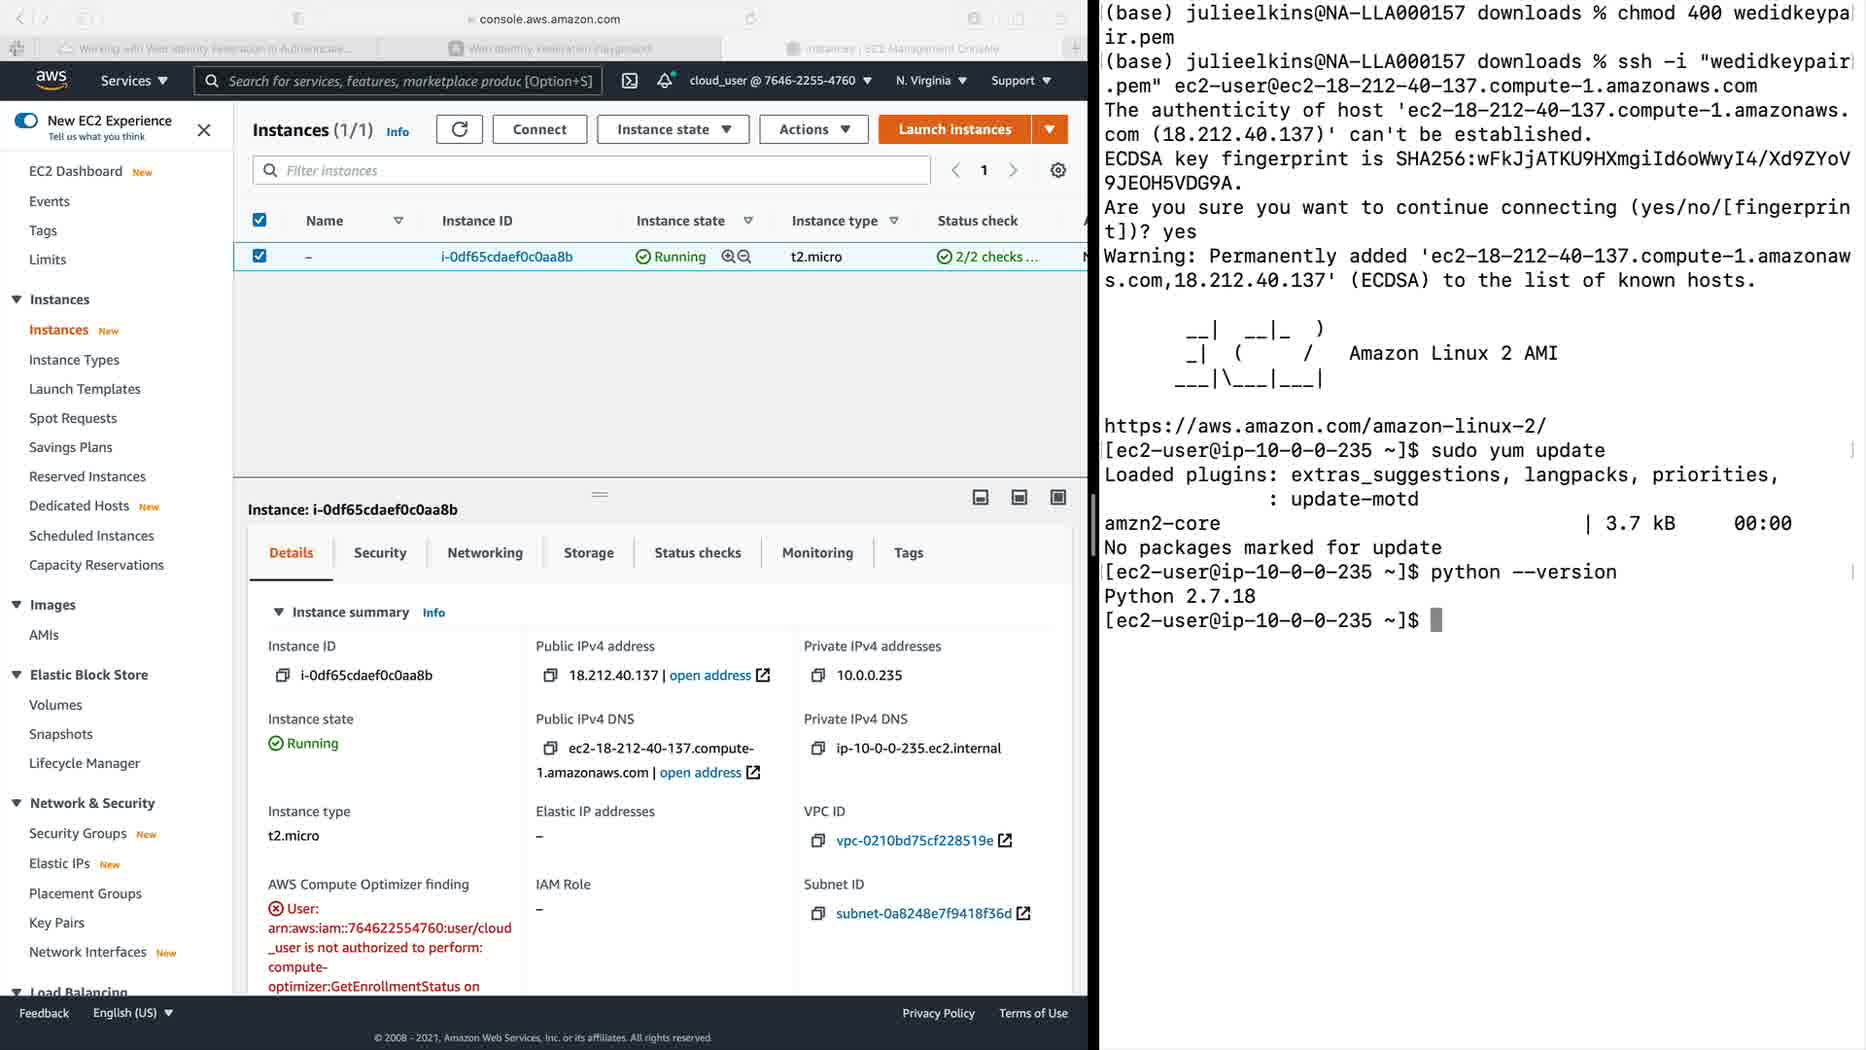 console.aws.amazon.com
Working with Web Identity Federation to Authenticate...
Web Identity Federation Playground
Instances | EC2 Management Console
aws
Services
Search for services, features, marketplace produc [Option+S]
cloud_user @ 7646-2255-4760
N. Virginia
Support
New EC2 Experience
Tell us what you think
EC2 Dashboard New
Events
Tags
Limits
Instances
Instances New
Instance Types
Launch Templates
Spot Requests
Savings Plans
Reserved Instances
Dedicated Hosts New
Scheduled Instances
Capacity Reservations
Images
AMIs
Elastic Block Store
Volumes
Snapshots
Lifecycle Manager
Network & Security
Security Groups New
Elastic IPs New
Placement Groups
Key Pairs
Network Interfaces New
Load Balancing
Instances (1/1) Info
Connect
Instance state
Actions
Launch instances
Filter instances
1
Name Instance ID Instance state Instance type Status check
– i-0df65cdaef0c0aa8b Running t2.micro 2/2 checks ...
Instance: i-0df65cdaef0c0aa8b
Details Security Networking Storage Status checks Monitoring Tags
Instance summary Info
Instance ID
i-0df65cdaef0c0aa8b
Public IPv4 address
18.212.40.137 | open address
Private IPv4 addresses
10.0.0.235
Instance state
Running
Public IPv4 DNS
ec2-18-212-40-137.compute-
1.amazonaws.com | open address
Private IPv4 DNS
ip-10-0-0-235.ec2.internal
Instance type
t2.micro
Elastic IP addresses
–
VPC ID
vpc-0210bd75cf228519e
AWS Compute Optimizer finding
User:
arn:aws:iam::764622554760:user/cloud
_user is not authorized to perform:
compute-
optimizer:GetEnrollmentStatus on
IAM Role
–
Subnet ID
subnet-0a8248e7f9418f36d
Feedback
English (US)
Privacy Policy
Terms of Use
© 2008 - 2021, Amazon Web Services, Inc. or its affiliates. All rights reserved.
(base) julieelkins@NA-LLA000157 downloads % chmod 400 wedidkeypa
ir.pem
(base) julieelkins@NA-LLA000157 downloads % ssh -i "wedidkeypair
.pem" ec2-user@ec2-18-212-40-137.compute-1.amazonaws.com
The authenticity of host 'ec2-18-212-40-137.compute-1.amazonaws.
com (18.212.40.137)' can't be established.
ECDSA key fingerprint is SHA256:wFkJjATKU9HXmgiId6oWwyI4/Xd9ZYoV
9JEOH5VDG9A.
Are you sure you want to continue connecting (yes/no/[fingerprin
t])? yes
Warning: Permanently added 'ec2-18-212-40-137.compute-1.amazonaw
s.com,18.212.40.137' (ECDSA) to the list of known hosts.
__|  __|_  )
_|  (     /   Amazon Linux 2 AMI
___|\___|___|
https://aws.amazon.com/amazon-linux-2/
[ec2-user@ip-10-0-0-235 ~]$ sudo yum update
Loaded plugins: extras_suggestions, langpacks, priorities,
: update-motd
amzn2-core | 3.7 kB 00:00
No packages marked for update
[ec2-user@ip-10-0-0-235 ~]$ python --version
Python 2.7.18
[ec2-user@ip-10-0-0-235 ~]$